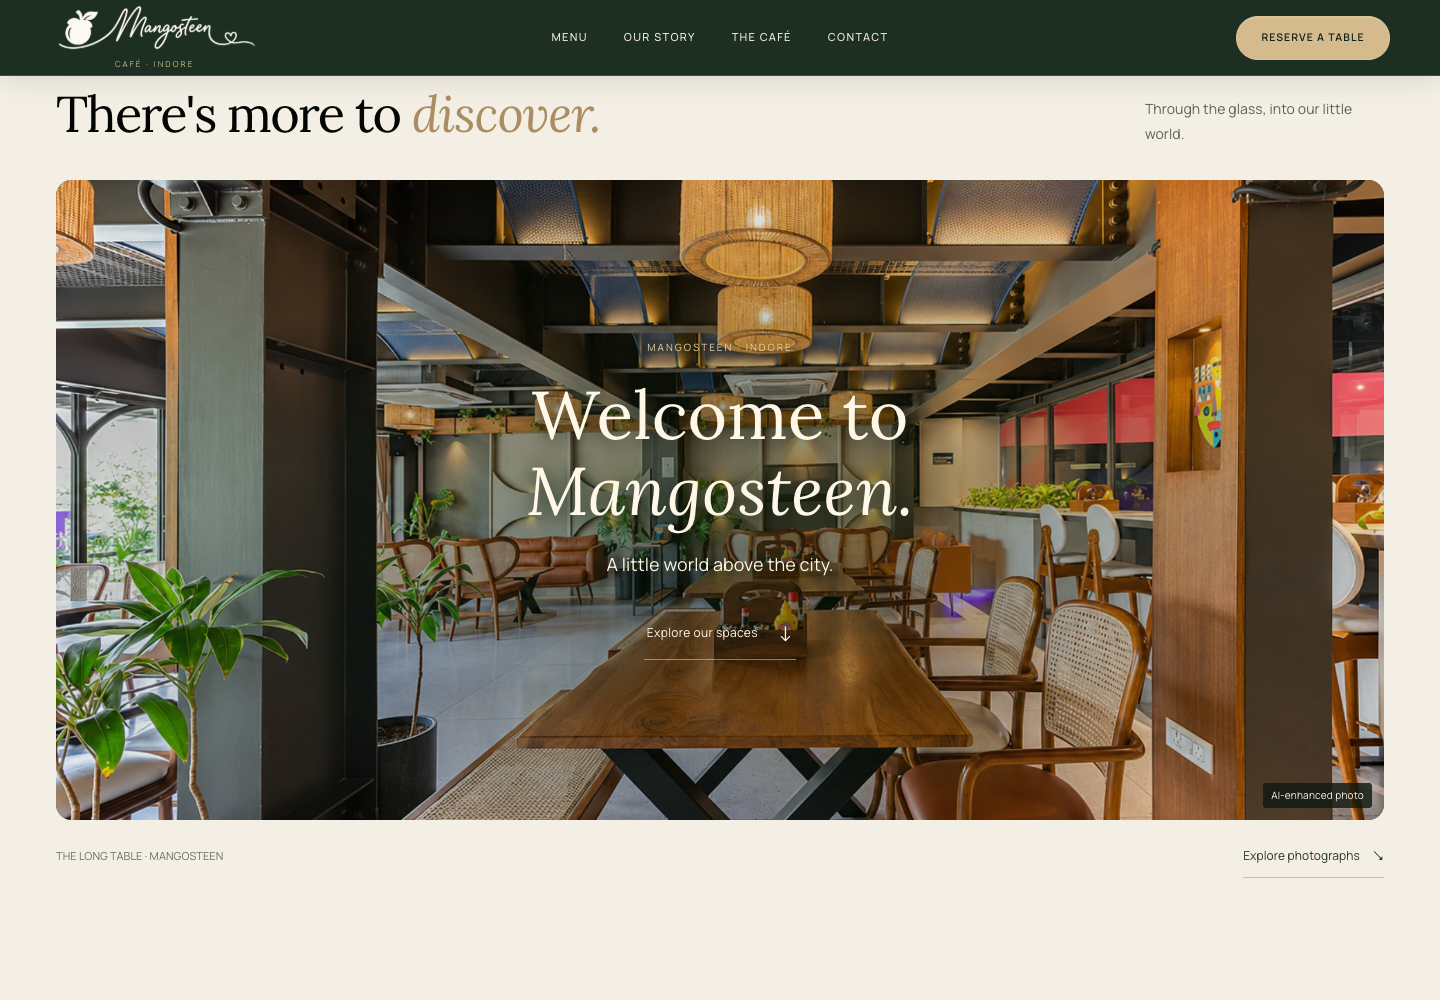 Mangosteen
CAFÉ · INDORE
MENU
OUR STORY
THE CAFÉ
CONTACT
RESERVE A TABLE
There's more to discover.
Through the glass, into our little
world.
MANGOSTEEN · INDORE
Welcome to
Mangosteen.
A little world above the city.
Explore our spaces ↓
AI-enhanced photo
THE LONG TABLE · MANGOSTEEN
Explore photographs ↘